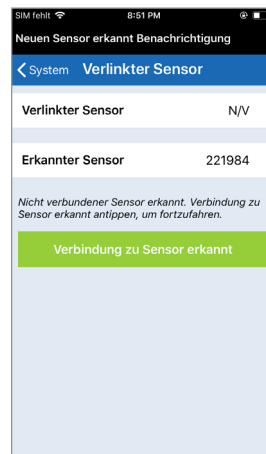 SIM fehlt 8:51 PM
Neuen Sensor erkannt Benachrichtigung
System Verlinkter Sensor
Verlinkter Sensor N/V
Erkannter Sensor 221984
Nicht verbundener Sensor erkannt. Verbindung zu
Sensor erkannt antippen, um fortzufahren.
Verbindung zu Sensor erkannt